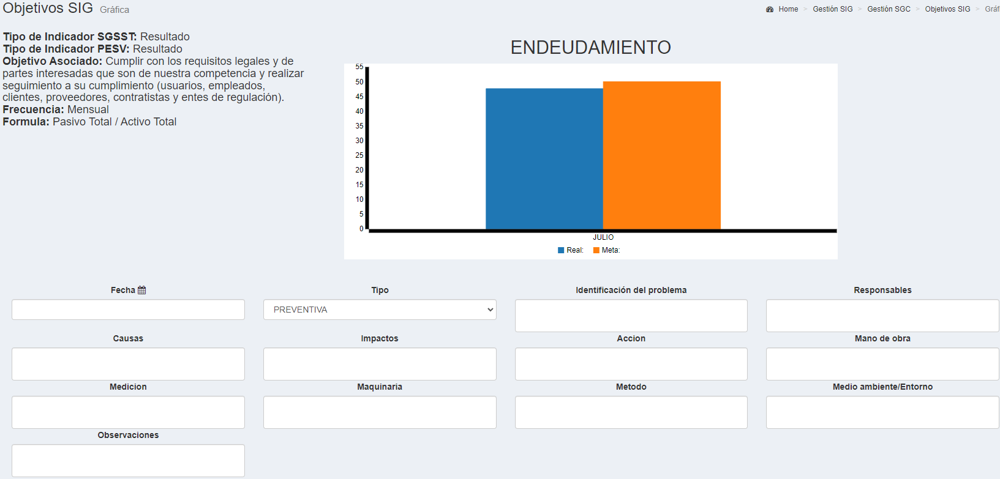 Objetivos SIG Gráfica
Home > Gestión SIG > Gestión SGC > Objetivos SIG > Gráfi
Tipo de Indicador SGSST: Resultado
Tipo de Indicador PESV: Resultado
Objetivo Asociado: Cumplir con los requisitos legales y de
partes interesadas que son de nuestra competencia y realizar
seguimiento a su cumplimiento (usuarios, empleados,
clientes, proveedores, contratistas y entes de regulación).
Frecuencia: Mensual
Formula: Pasivo Total / Activo Total
ENDEUDAMIENTO
55
50
45
40
35
30
25
20
15
10
5
0
JULIO
Real: Meta:
Fecha Tipo Identificación del problema Responsables
PREVENTIVA
Causas Impactos Accion Mano de obra
Medicion Maquinaria Metodo Medio ambiente/Entorno
Observaciones